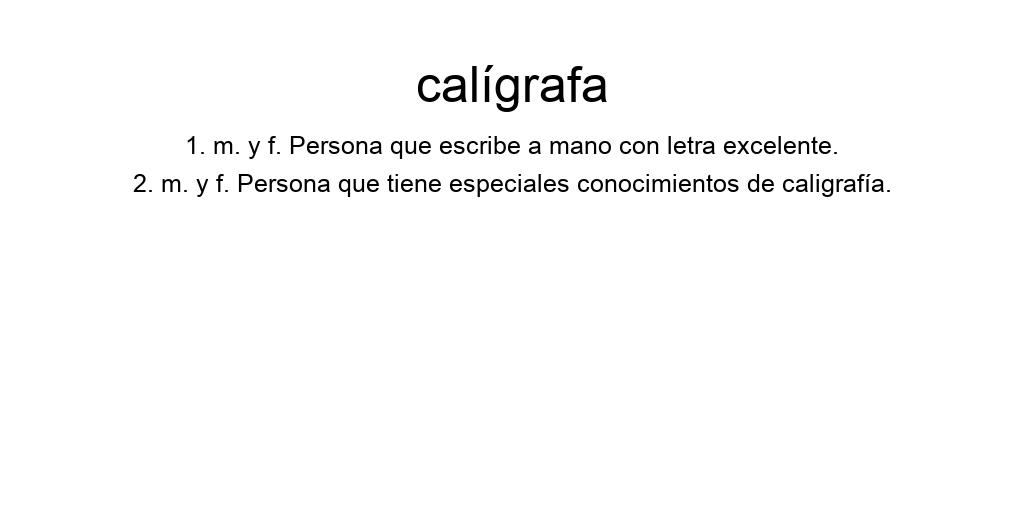 calígrafa
1. m. y f. Persona que escribe a mano con letra excelente.
2. m. y f. Persona que tiene especiales conocimientos de caligrafía.